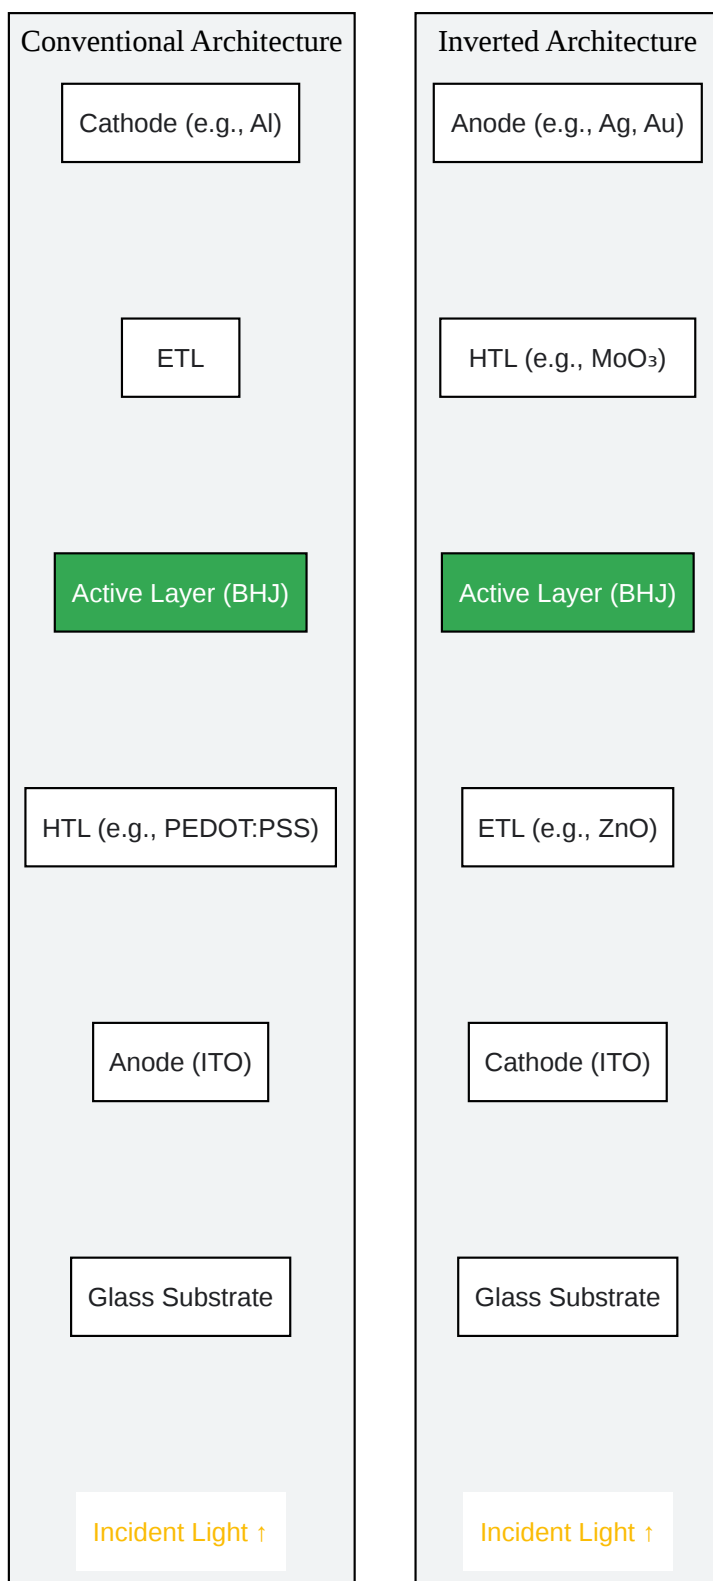 Conventional Architecture
Cathode (e.g., Al)
ETL
Active Layer (BHJ)
HTL (e.g., PEDOT:PSS)
Anode (ITO)
Glass Substrate
Incident Light ↑
Inverted Architecture
Anode (e.g., Ag, Au)
HTL (e.g., MoO₃)
Active Layer (BHJ)
ETL (e.g., ZnO)
Cathode (ITO)
Glass Substrate
Incident Light ↑